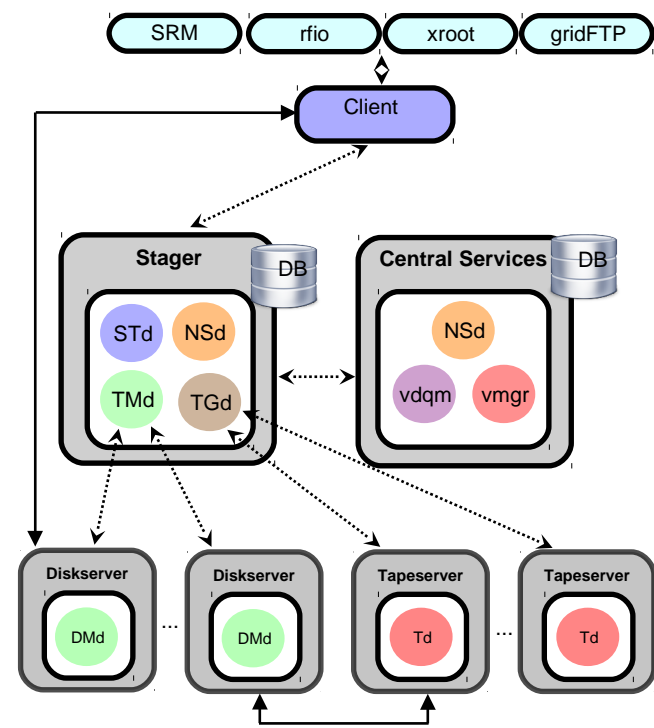 SRM
rfio
xroot
gridFTP
Client
Stager
DB
Central Services
DB
STd
NSd
NSd
TMd
TGd
vdqm
vmgr
Diskserver
Diskserver
Tapeserver
Tapeserver
DMd
...
DMd
Td
...
Td